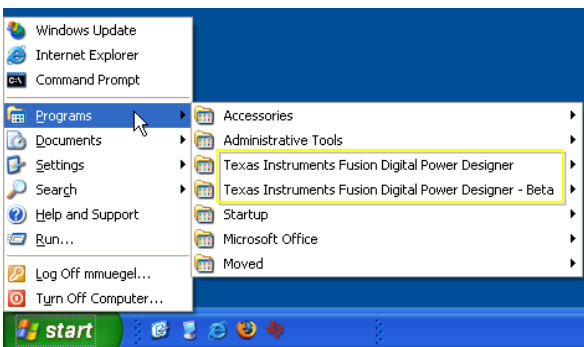 Windows Update
Internet Explorer
Command Prompt
Programs
Documents
Settings
Search
Help and Support
Run...
Log Off mmuegel...
Turn Off Computer...
Accessories
Administrative Tools
Texas Instruments Fusion Digital Power Designer
Texas Instruments Fusion Digital Power Designer - Beta
Startup
Microsoft Office
Moved
start